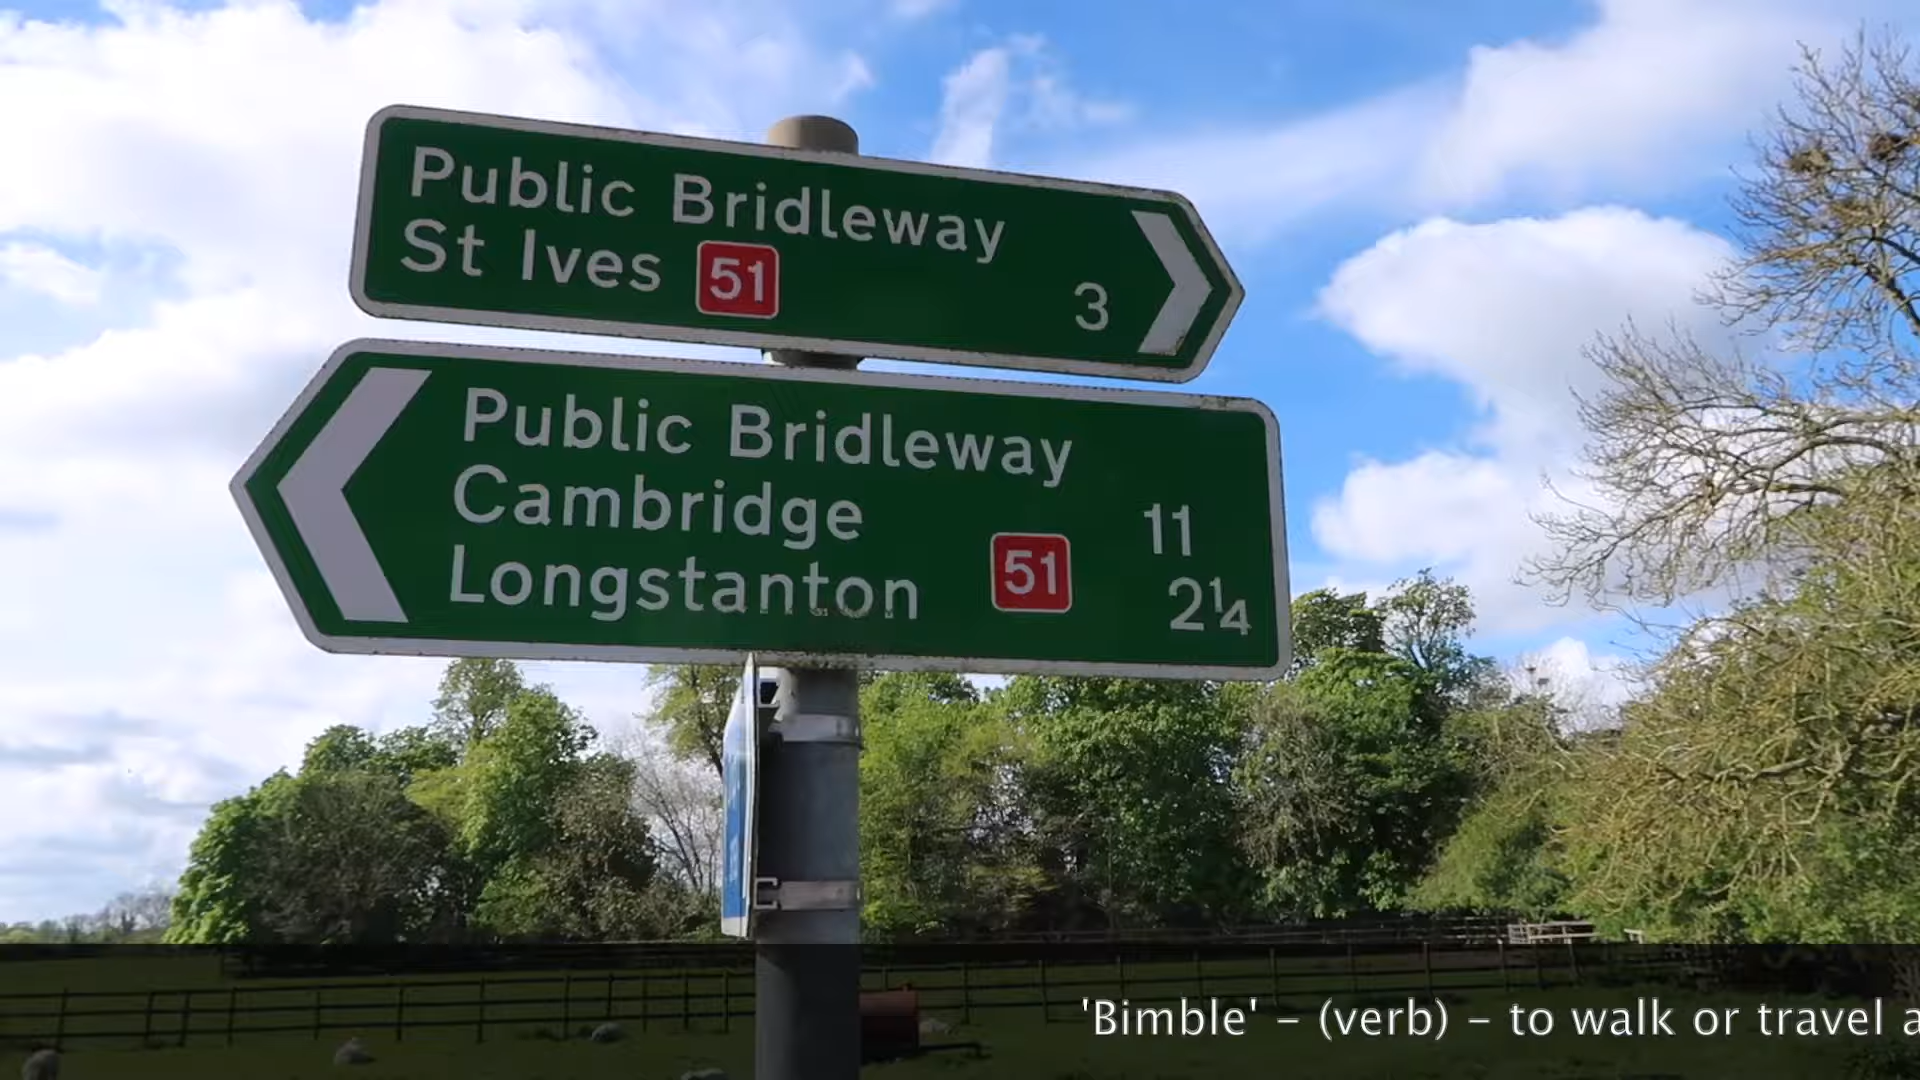 Public Bridleway
St Ives 51 3
Public Bridleway
Cambridge 11
Longstanton 51 2¼
'Bimble' – (verb) – to walk or travel a